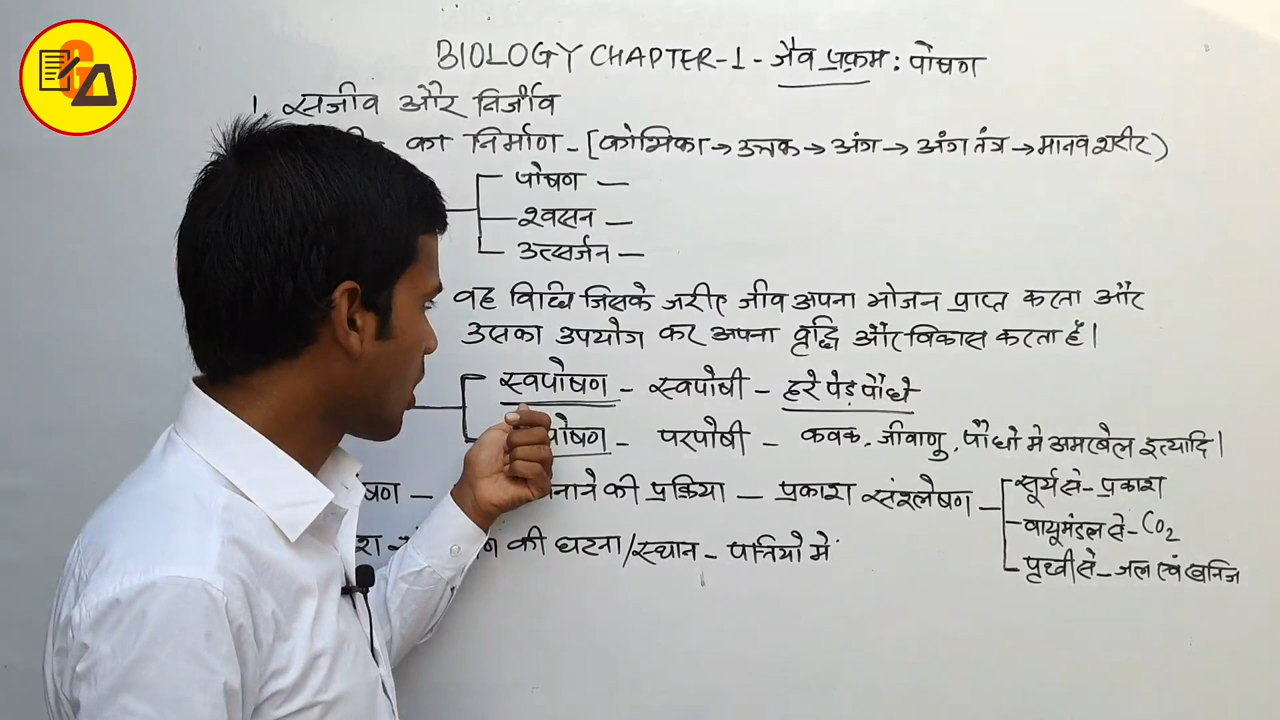 BIOLOGY CHAPTER-1 - जैव प्रक्रम : पोषण
1. सजीव और निर्जीव
का निर्माण - [कोशिका → उत्तक → अंग → अंग तंत्र → मानव शरीर)
पोषण —
श्वसन —
उत्सर्जन —
वह विधि जिसके जरीए जीव अपना भोजन प्राप्त करता और
उसका उपयोग कर अपना वृद्धि और विकास करता है।
स्वपोषण - स्वपोषी - हरे पेड़ पौधे
पोषण - परपोषी - कवक, जीवाणु, पौधो मे अमरबेल इत्यादि।
षण - नाने की प्रक्रिया - प्रकाश संश्लेषण - सूर्य से - प्रकाश
वायुमंडल से - CO2
की घटना/स्थान - पत्तियो में
पृथ्वी से - जल एवं खनिज